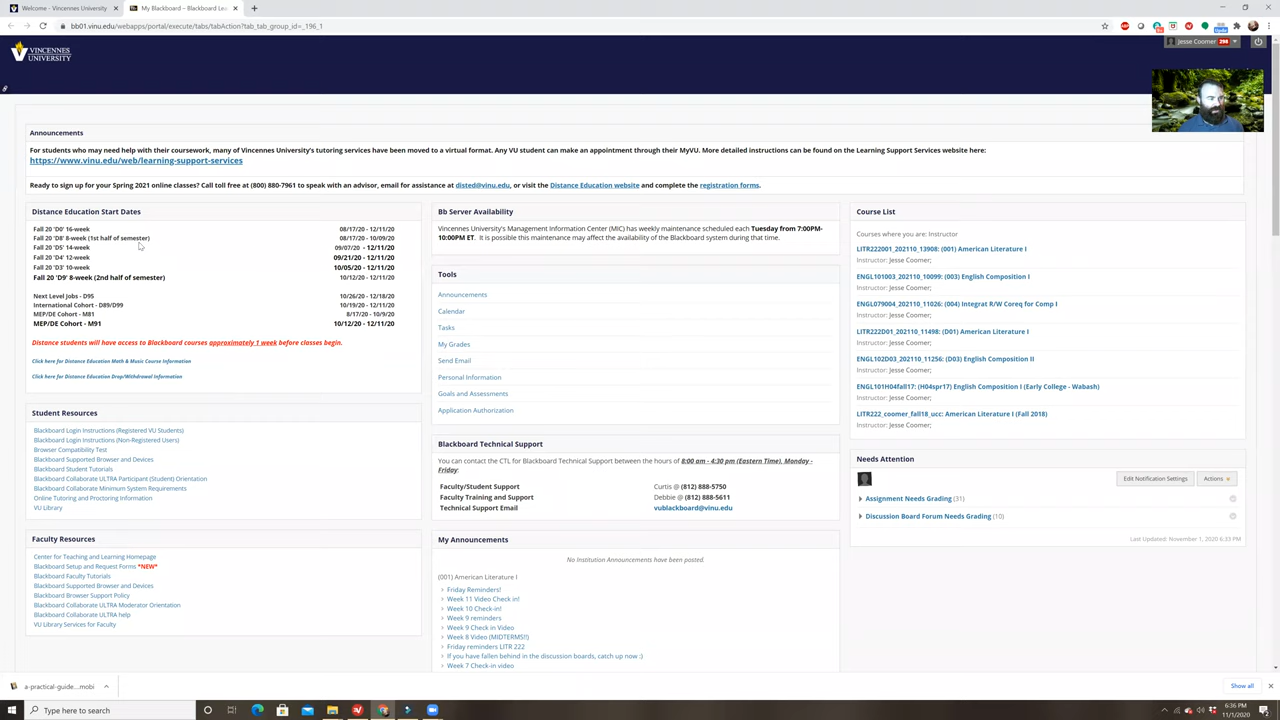 Welcome - Vincennes University
My Blackboard – Blackboard Lea
bb01.vinu.edu/webapps/portal/execute/tabs/tabAction?tab_tab_group_id=_196_1
VINCENNES
UNIVERSITY
Jesse Coomer 298
Announcements
For students who may need help with their coursework, many of Vincennes University's tutoring services have been moved to a virtual format. Any VU student can make an appointment through their MyVU. More detailed instructions can be found on the Learning Support Services website here:
https://www.vinu.edu/web/learning-support-services
Ready to sign up for your Spring 2021 online classes? Call toll free at (800) 880-7961 to speak with an advisor, email for assistance at disted@vinu.edu, or visit the Distance Education website and complete the registration forms.
Distance Education Start Dates
Fall 20 'D0' 16-week 08/17/20 - 12/11/20
Fall 20 'D8' 8-week (1st half of semester) 08/17/20 - 10/09/20
Fall 20 'D5' 14-week 09/07/20 - 12/11/20
Fall 20 'D4' 12-week 09/21/20 - 12/11/20
Fall 20 'D3' 10-week 10/05/20 - 12/11/20
Fall 20 'D9' 8-week (2nd half of semester) 10/12/20 - 12/11/20
Next Level Jobs - D95 10/26/20 - 12/18/20
International Cohort - D89/D99 10/19/20 - 12/11/20
MEP/DE Cohort - M81 8/17/20 - 10/9/20
MEP/DE Cohort - M91 10/12/20 - 12/11/20
Distance students will have access to Blackboard courses approximately 1 week before classes begin.
Click here for Distance Education Math & Music Course Information
Click here for Distance Education Drop/Withdrawal Information
Student Resources
Blackboard Login Instructions (Registered VU Students)
Blackboard Login Instructions (Non-Registered Users)
Browser Compatibility Test
Blackboard Supported Browser and Devices
Blackboard Student Tutorials
Blackboard Collaborate ULTRA Participant (Student) Orientation
Blackboard Collaborate Minimum System Requirements
Online Tutoring and Proctoring Information
VU Library
Faculty Resources
Center for Teaching and Learning Homepage
Blackboard Setup and Request Forms *NEW*
Blackboard Faculty Tutorials
Blackboard Supported Browser and Devices
Blackboard Browser Support Policy
Blackboard Collaborate ULTRA Moderator Orientation
Blackboard Collaborate ULTRA help
VU Library Services for Faculty
Bb Server Availability
Vincennes University's Management Information Center (MIC) has weekly maintenance scheduled each Tuesday from 7:00PM-
10:00PM ET. It is possible this maintenance may affect the availability of the Blackboard system during that time.
Tools
Announcements
Calendar
Tasks
My Grades
Send Email
Personal Information
Goals and Assessments
Application Authorization
Blackboard Technical Support
You can contact the CTL for Blackboard Technical Support between the hours of 8:00 am - 4:30 pm (Eastern Time), Monday -
Friday:
Faculty/Student Support Curtis @ (812) 888-5750
Faculty Training and Support Debbie @ (812) 888-5611
Technical Support Email vublackboard@vinu.edu
My Announcements
No Institution Announcements have been posted.
(001) American Literature I
Friday Reminders!
Week 11 Video Check in!
Week 10 Check-in!
Week 9 reminders
Week 9 Check in Video
Week 8 Video (MIDTERMS!!)
Friday reminders LITR 222
If you have fallen behind in the discussion boards, catch up now :)
Week 7 Check-in video
Course List
Courses where you are: Instructor
LITR222001_202110_13908: (001) American Literature I
Instructor: Jesse Coomer;
ENGL101003_202110_10099: (003) English Composition I
Instructor: Jesse Coomer;
ENGL079004_202110_11026: (004) Integrat R/W Coreq for Comp I
Instructor: Jesse Coomer;
LITR222D01_202110_11498: (D01) American Literature I
Instructor: Jesse Coomer;
ENGL102D03_202110_11256: (D03) English Composition II
Instructor: Jesse Coomer;
ENGL101H04fall17: (H04spr17) English Composition I (Early College - Wabash)
Instructor: Jesse Coomer;
LITR222_coomer_fall18_ucc: American Literature I (Fall 2018)
Instructor: Jesse Coomer;
Needs Attention
Edit Notification Settings
Actions
Assignment Needs Grading (31)
Discussion Board Forum Needs Grading (10)
Last Updated: November 1, 2020 6:33 PM
a-practical-guide....mobi
Show all
Type here to search
6:36 PM
11/1/2020